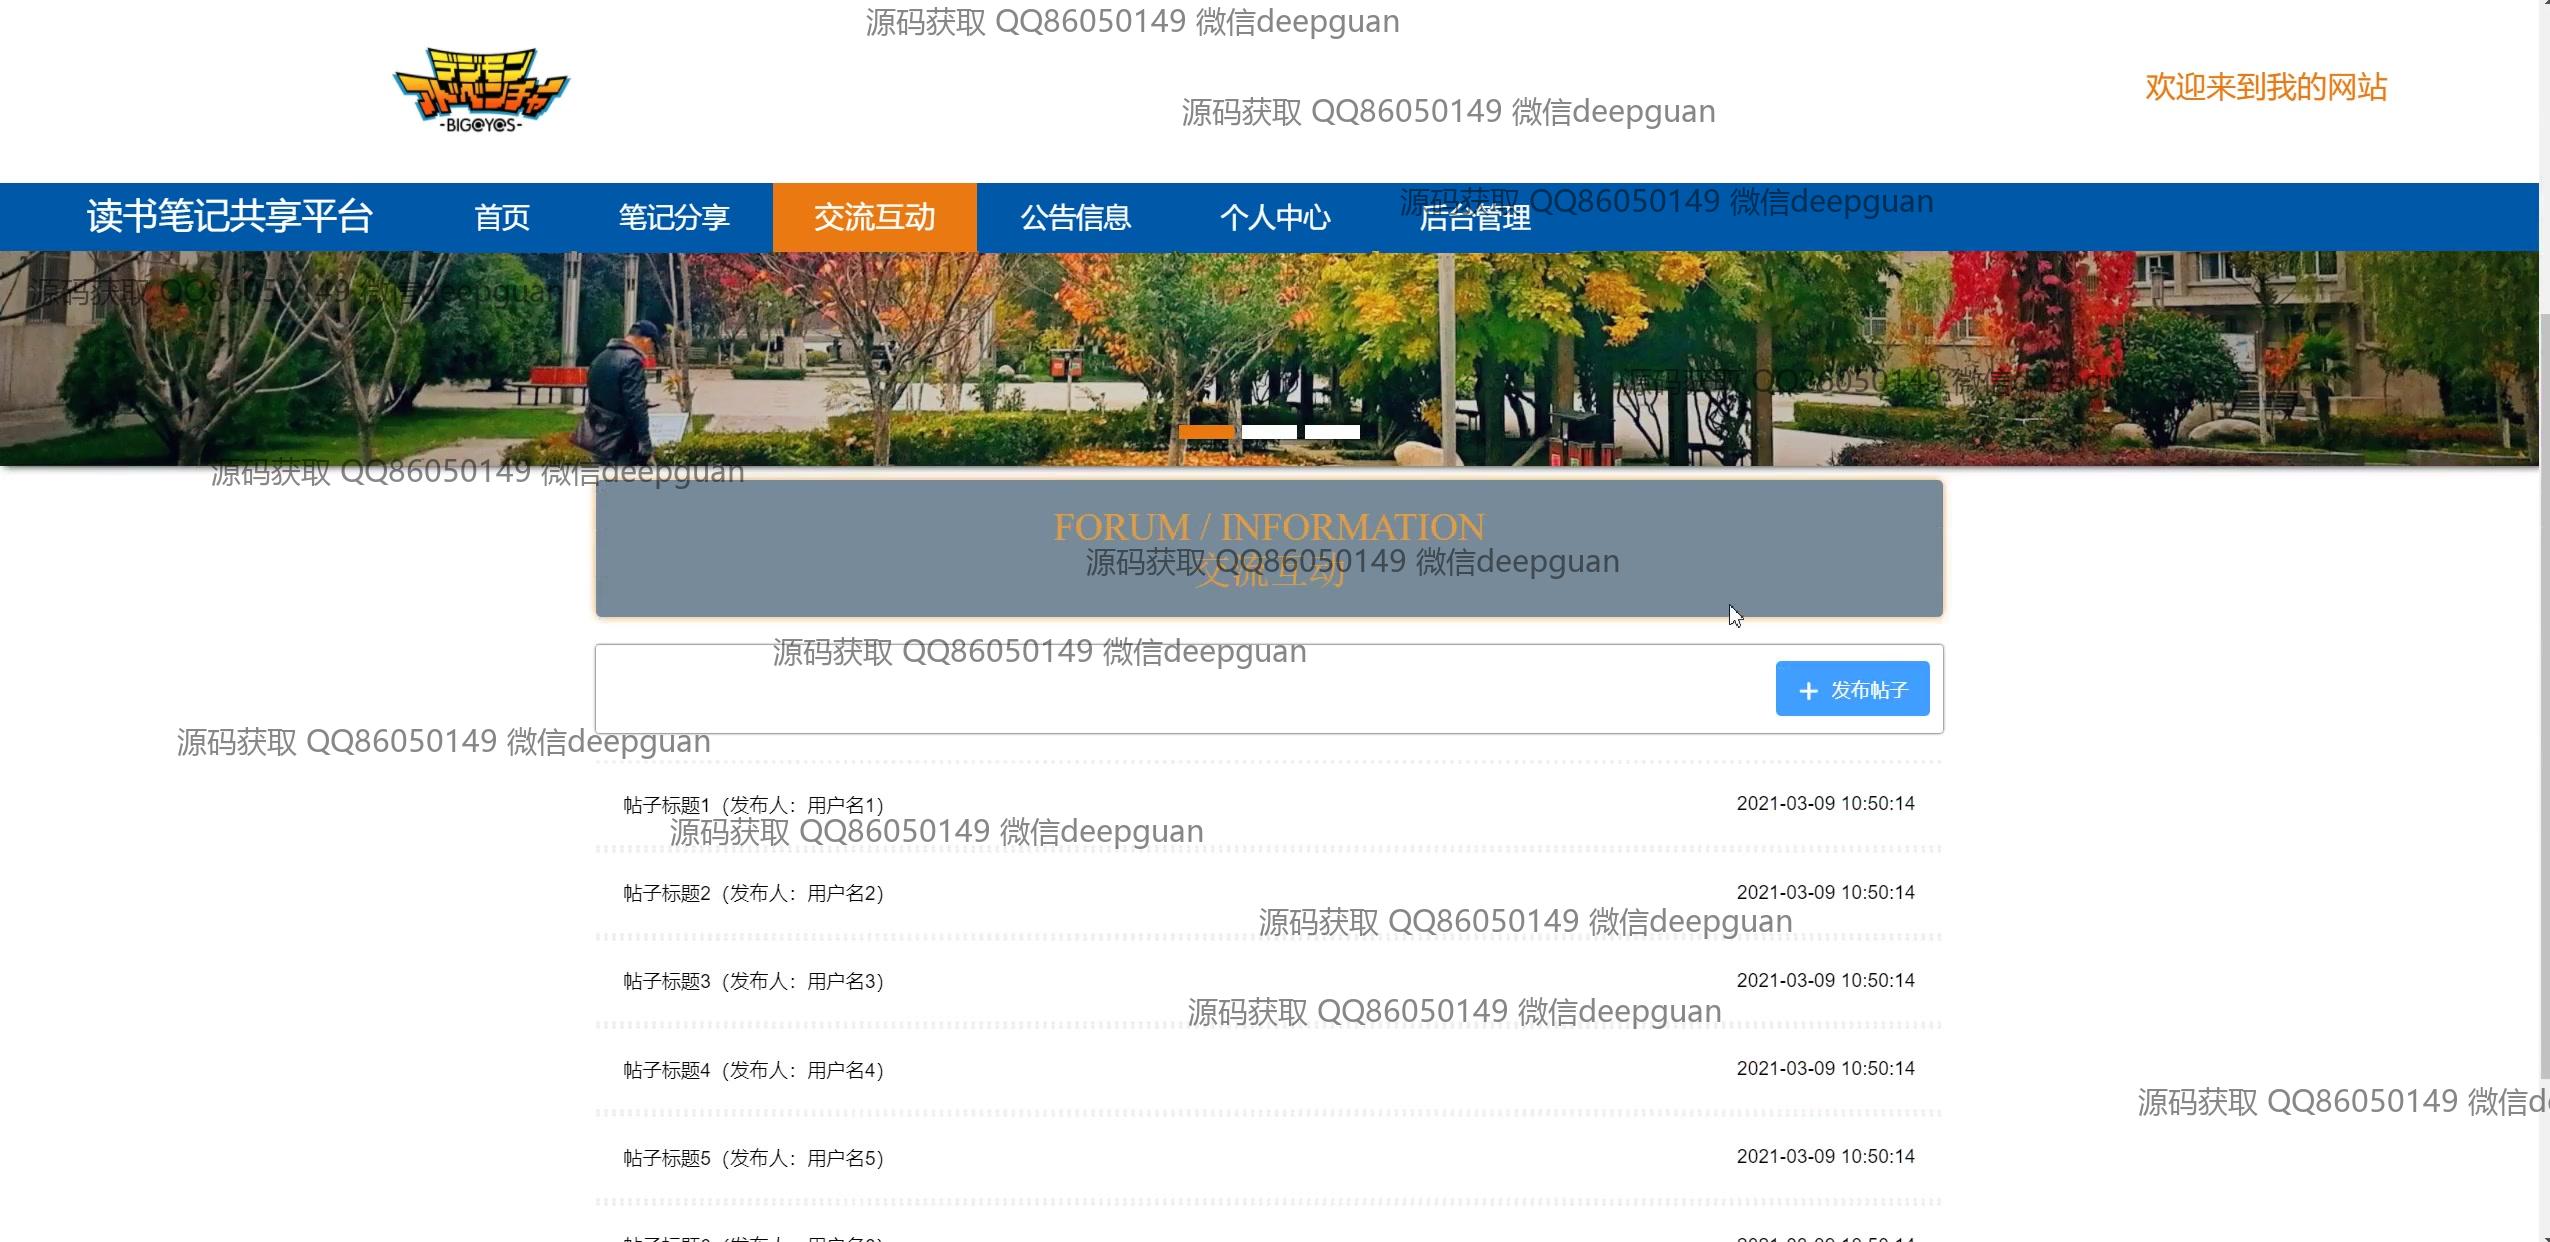 源码获取 QQ86050149 微信deepguan
デジモン
アドベンチャー
-BIG@Y@S-
欢迎来到我的网站
源码获取 QQ86050149 微信deepguan
读书笔记共享平台 首页 笔记分享 交流互动 公告信息 个人中心 后台管理
源码获取 QQ86050149 微信deepguan
源码获取 QQ86050149 微信deepguan
源码获取 QQ86050149 微信deepguan
源码获取 QQ86050149 微信deepguan
FORUM / INFORMATION
源码获取 QQ86050149 微信deepguan
交流互动
源码获取 QQ86050149 微信deepguan
+ 发布帖子
源码获取 QQ86050149 微信deepguan
帖子标题1（发布人：用户名1） 2021-03-09 10:50:14
源码获取 QQ86050149 微信deepguan
帖子标题2（发布人：用户名2） 2021-03-09 10:50:14
源码获取 QQ86050149 微信deepguan
帖子标题3（发布人：用户名3） 2021-03-09 10:50:14
源码获取 QQ86050149 微信deepguan
帖子标题4（发布人：用户名4） 2021-03-09 10:50:14
源码获取 QQ86050149 微信d
帖子标题5（发布人：用户名5） 2021-03-09 10:50:14